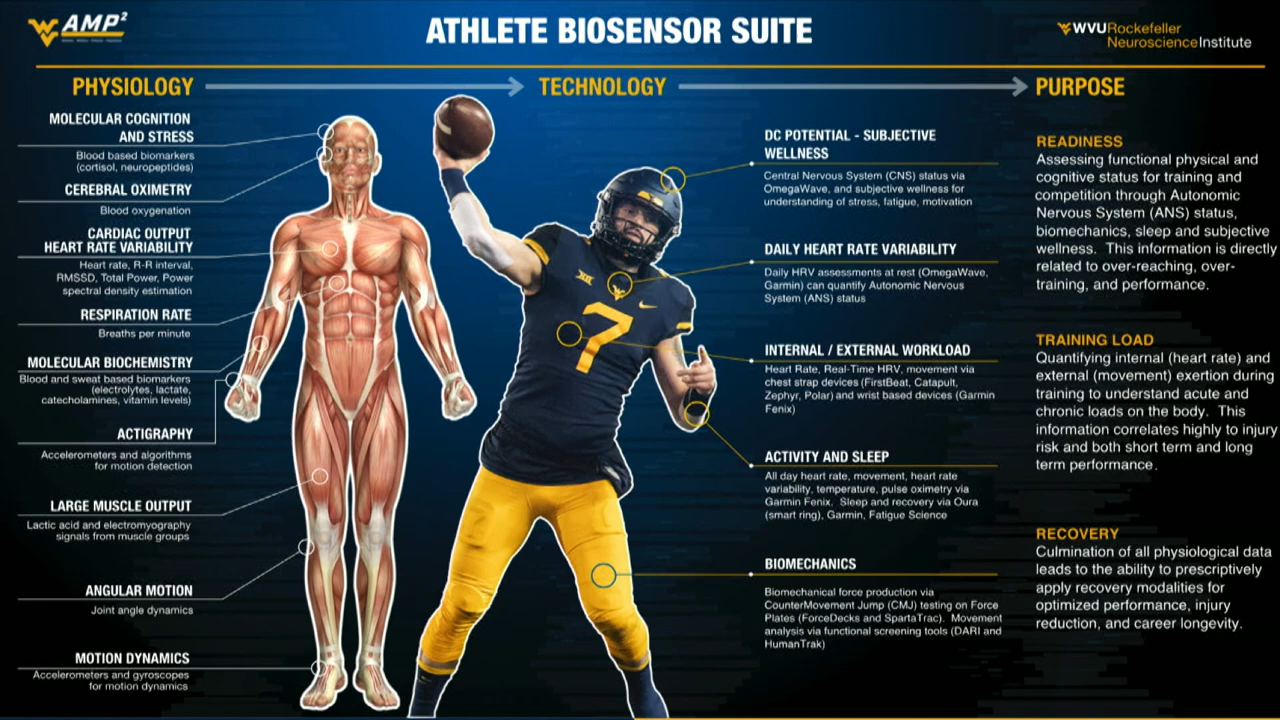 AMP²
ATHLETE BIOSENSOR SUITE
WVU Rockefeller
Neuroscience Institute
PHYSIOLOGY
TECHNOLOGY
PURPOSE
MOLECULAR COGNITION
AND STRESS
Blood based biomarkers
(cortisol, neuropeptides)
CEREBRAL OXIMETRY
Blood oxygenation
CARDIAC OUTPUT
HEART RATE VARIABILITY
Heart rate, R-R interval,
RMSSD, Total Power, Power
spectral density estimation
RESPIRATION RATE
Breaths per minute
MOLECULAR BIOCHEMISTRY
Blood and sweat based biomarkers
(electrolytes, lactate,
catecholamines, vitamin levels)
ACTIGRAPHY
Accelerometers and algorithms
for motion detection
LARGE MUSCLE OUTPUT
Lactic acid and electromyography
signals from muscle groups
ANGULAR MOTION
Joint angle dynamics
MOTION DYNAMICS
Accelerometers and gyroscopes
for motion dynamics
XII
7
DC POTENTIAL - SUBJECTIVE
WELLNESS
Central Nervous System (CNS) status via
OmegaWave, and subjective wellness for
understanding of stress, fatigue, motivation
DAILY HEART RATE VARIABILITY
Daily HRV assessments at rest (OmegaWave,
Garmin) can quantify Autonomic Nervous
System (ANS) status
INTERNAL / EXTERNAL WORKLOAD
Heart Rate, Real-Time HRV, movement via
chest strap devices (FirstBeat, Catapult,
Zephyr, Polar) and wrist based devices (Garmin
Fenix)
ACTIVITY AND SLEEP
All day heart rate, movement, heart rate
variability, temperature, pulse oximetry via
Garmin Fenix. Sleep and recovery via Oura
(smart ring), Garmin, Fatigue Science
BIOMECHANICS
Biomechanical force production via
CounterMovement Jump (CMJ) testing on Force
Plates (ForceDecks and SpartaTrac). Movement
analysis via functional screening tools (DARI and
HumanTrak)
READINESS
Assessing functional physical and
cognitive status for training and
competition through Autonomic
Nervous System (ANS) status,
biomechanics, sleep and subjective
wellness. This information is directly
related to over-reaching, over-
training, and performance.
TRAINING LOAD
Quantifying internal (heart rate) and
external (movement) exertion during
training to understand acute and
chronic loads on the body. This
information correlates highly to injury
risk and both short term and long
term performance.
RECOVERY
Culmination of all physiological data
leads to the ability to prescriptively
apply recovery modalities for
optimized performance, injury
reduction, and career longevity.